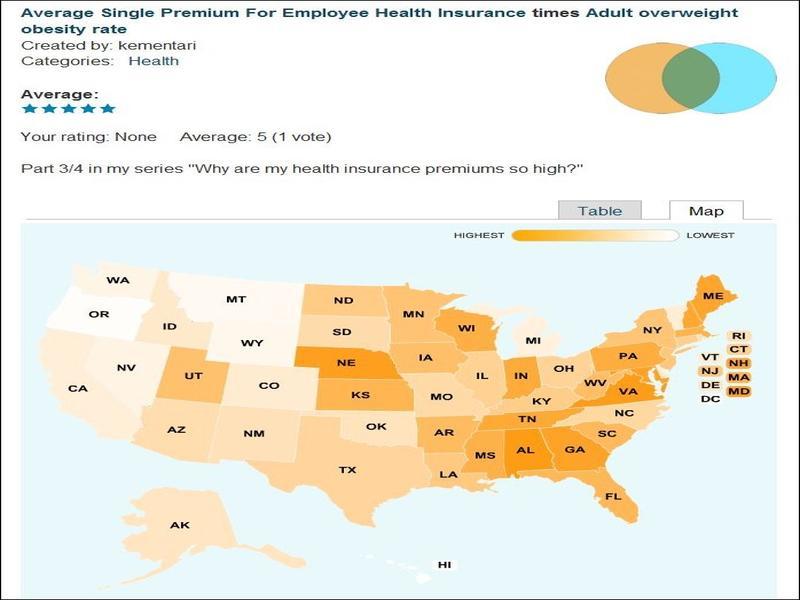 Average Single Premium For Employee Health Insurance times Adult overweight
obesity rate
Created by: kementari
Categories: Health
Average:
Your rating: None Average: 5 (1 vote)
Part 3/4 in my series "Why are my health insurance premiums so high?"
Table Map
HIGHEST LOWEST
WA
MT
ND
MN
ME
OR
ID
SD
WI
NY
WY
MI
RI
CT
NE
IA
PA
VT
NH
NV
UT
IL
IN
OH
NJ
MA
CA
CO
KS
MO
WV
VA
DE
MD
KY
DC
AZ
NM
OK
AR
TN
NC
SC
TX
LA
MS
AL
GA
FL
AK
HI